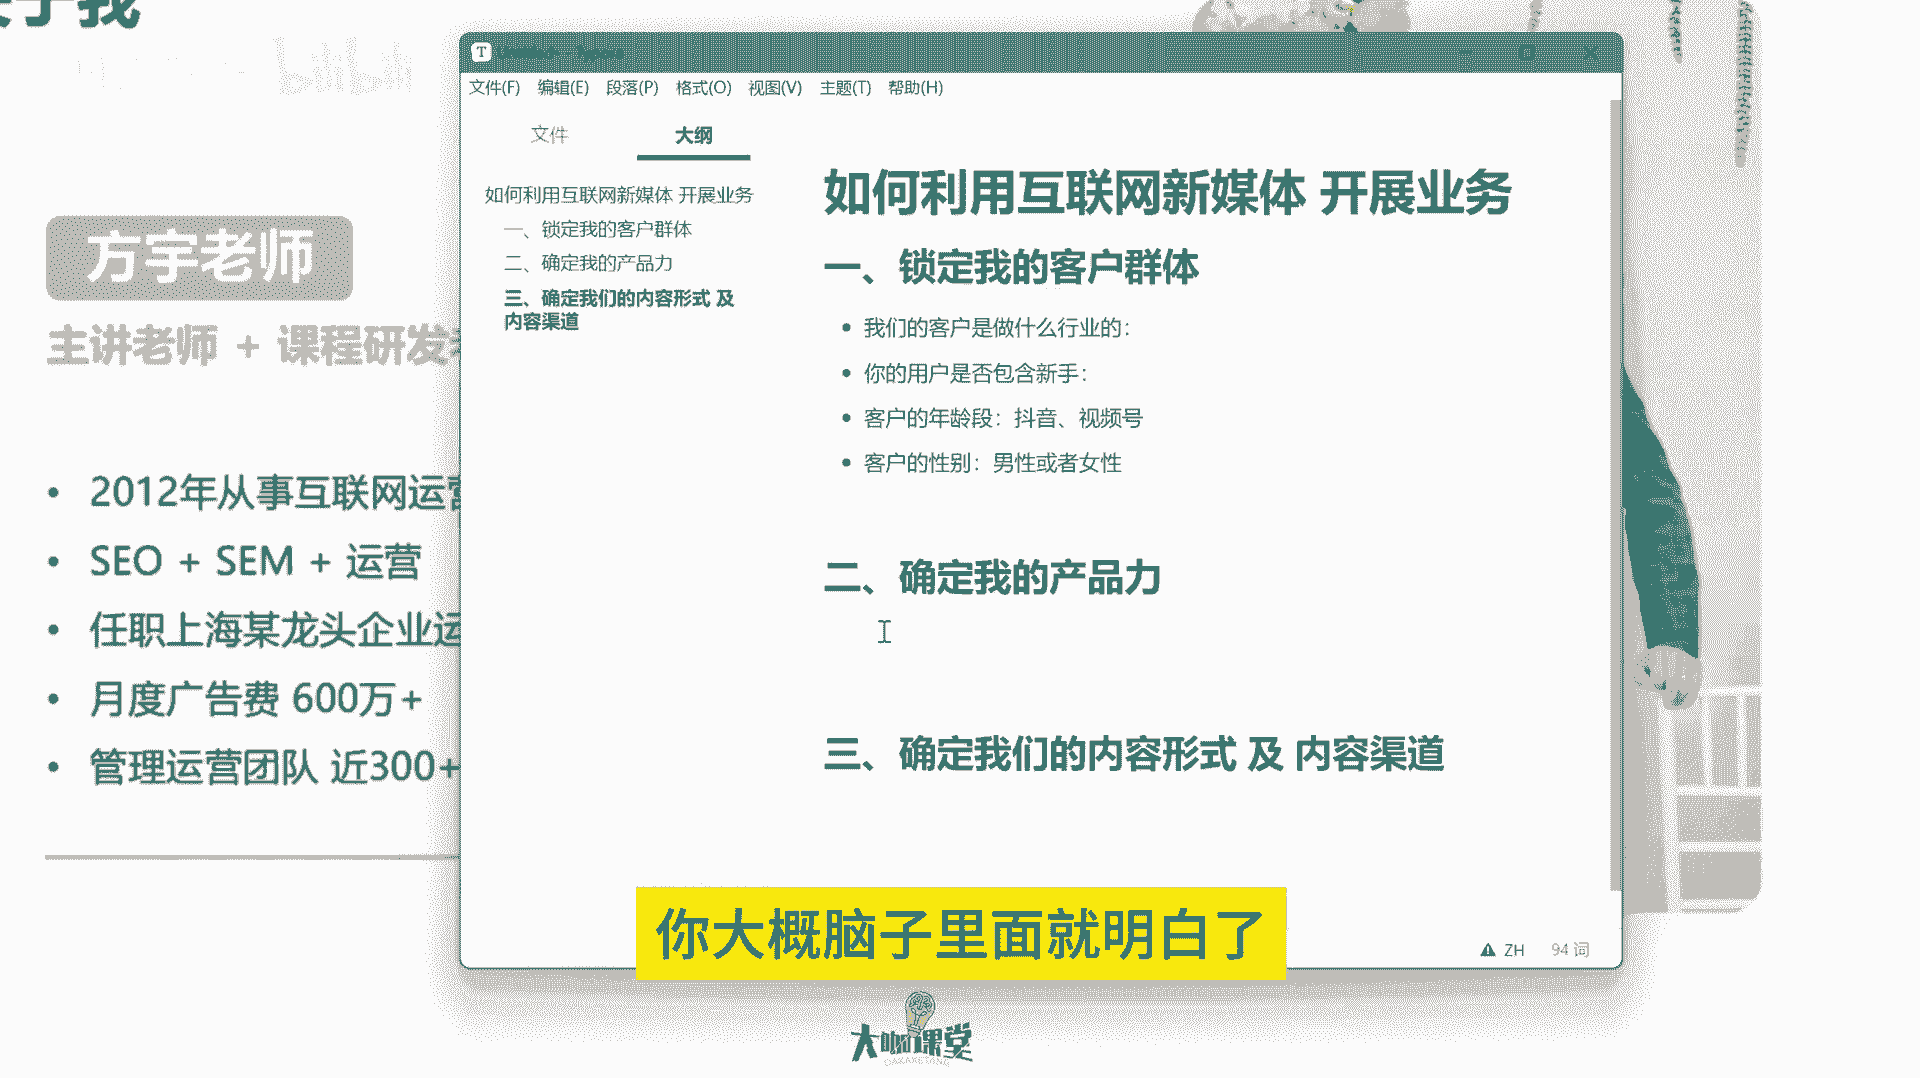 关于我
bilibili
方宇老师
主讲老师 + 课程研发
2012年从事互联网运营
SEO + SEM + 运营
任职上海某龙头企业运
月度广告费 600万+
管理运营团队 近300+
T
文件(F) 编辑(E) 段落(P) 格式(O) 视图(V) 主题(T) 帮助(H)
文件 大纲
如何利用互联网新媒体 开展业务
一、锁定我的客户群体
二、确定我的产品力
三、确定我们的内容形式 及
内容渠道
如何利用互联网新媒体 开展业务
一、锁定我的客户群体
我们的客户是做什么行业的：
你的用户是否包含新手：
客户的年龄段：抖音、视频号
客户的性别：男性或者女性
二、确定我的产品力
三、确定我们的内容形式 及 内容渠道
ZH 94 词
你大概脑子里面就明白了
大咖课堂
DAKAKETANG